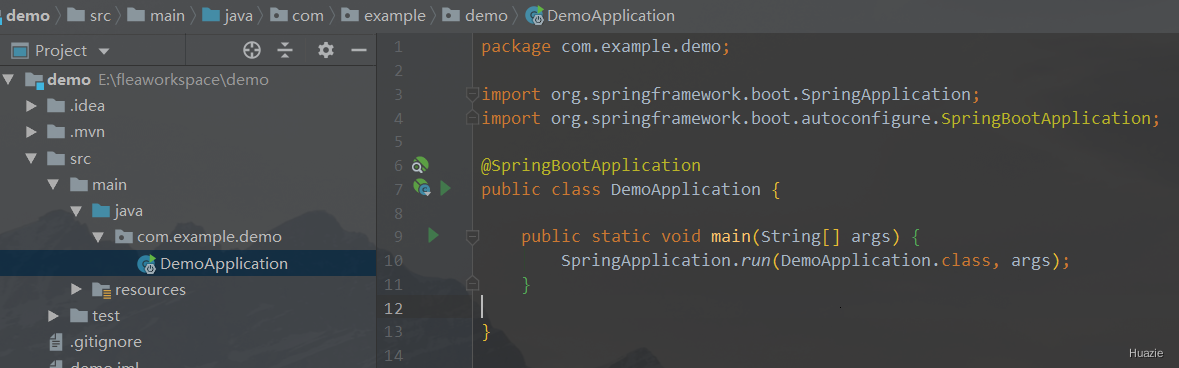 demo src main java com example demo DemoApplication
Project
demo E:\fleaworkspace\demo
.idea
.mvn
src
main
java
com.example.demo
DemoApplication
resources
test
.gitignore
demo.iml
1 package com.example.demo;
2
3 import org.springframework.boot.SpringApplication;
4 import org.springframework.boot.autoconfigure.SpringBootApplication;
5
6 @SpringBootApplication
7 public class DemoApplication {
8
9 public static void main(String[] args) {
10 SpringApplication.run(DemoApplication.class, args);
11 }
12
13 }
14
Huazie